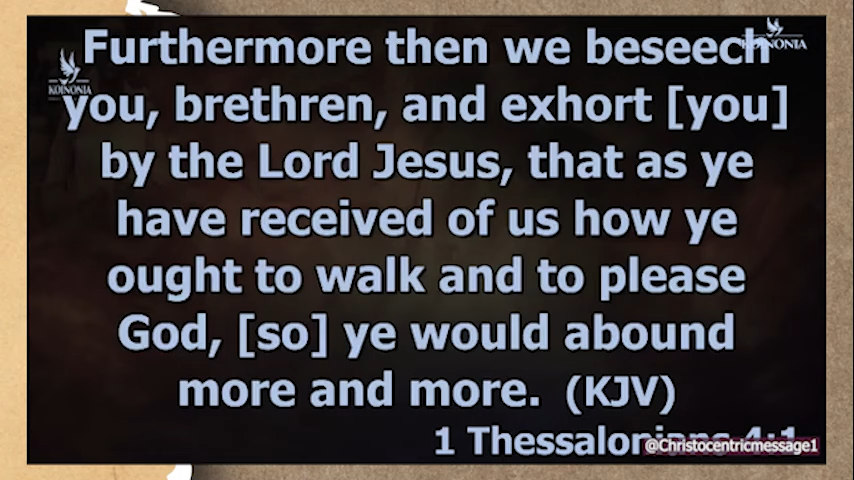 KOINONIA
KOINONIA
Furthermore then we beseech
you, brethren, and exhort [you]
by the Lord Jesus, that as ye
have received of us how ye
ought to walk and to please
God, [so] ye would abound
more and more. (KJV)
1 Thessalonians 4:1
@Christocentricmessage1